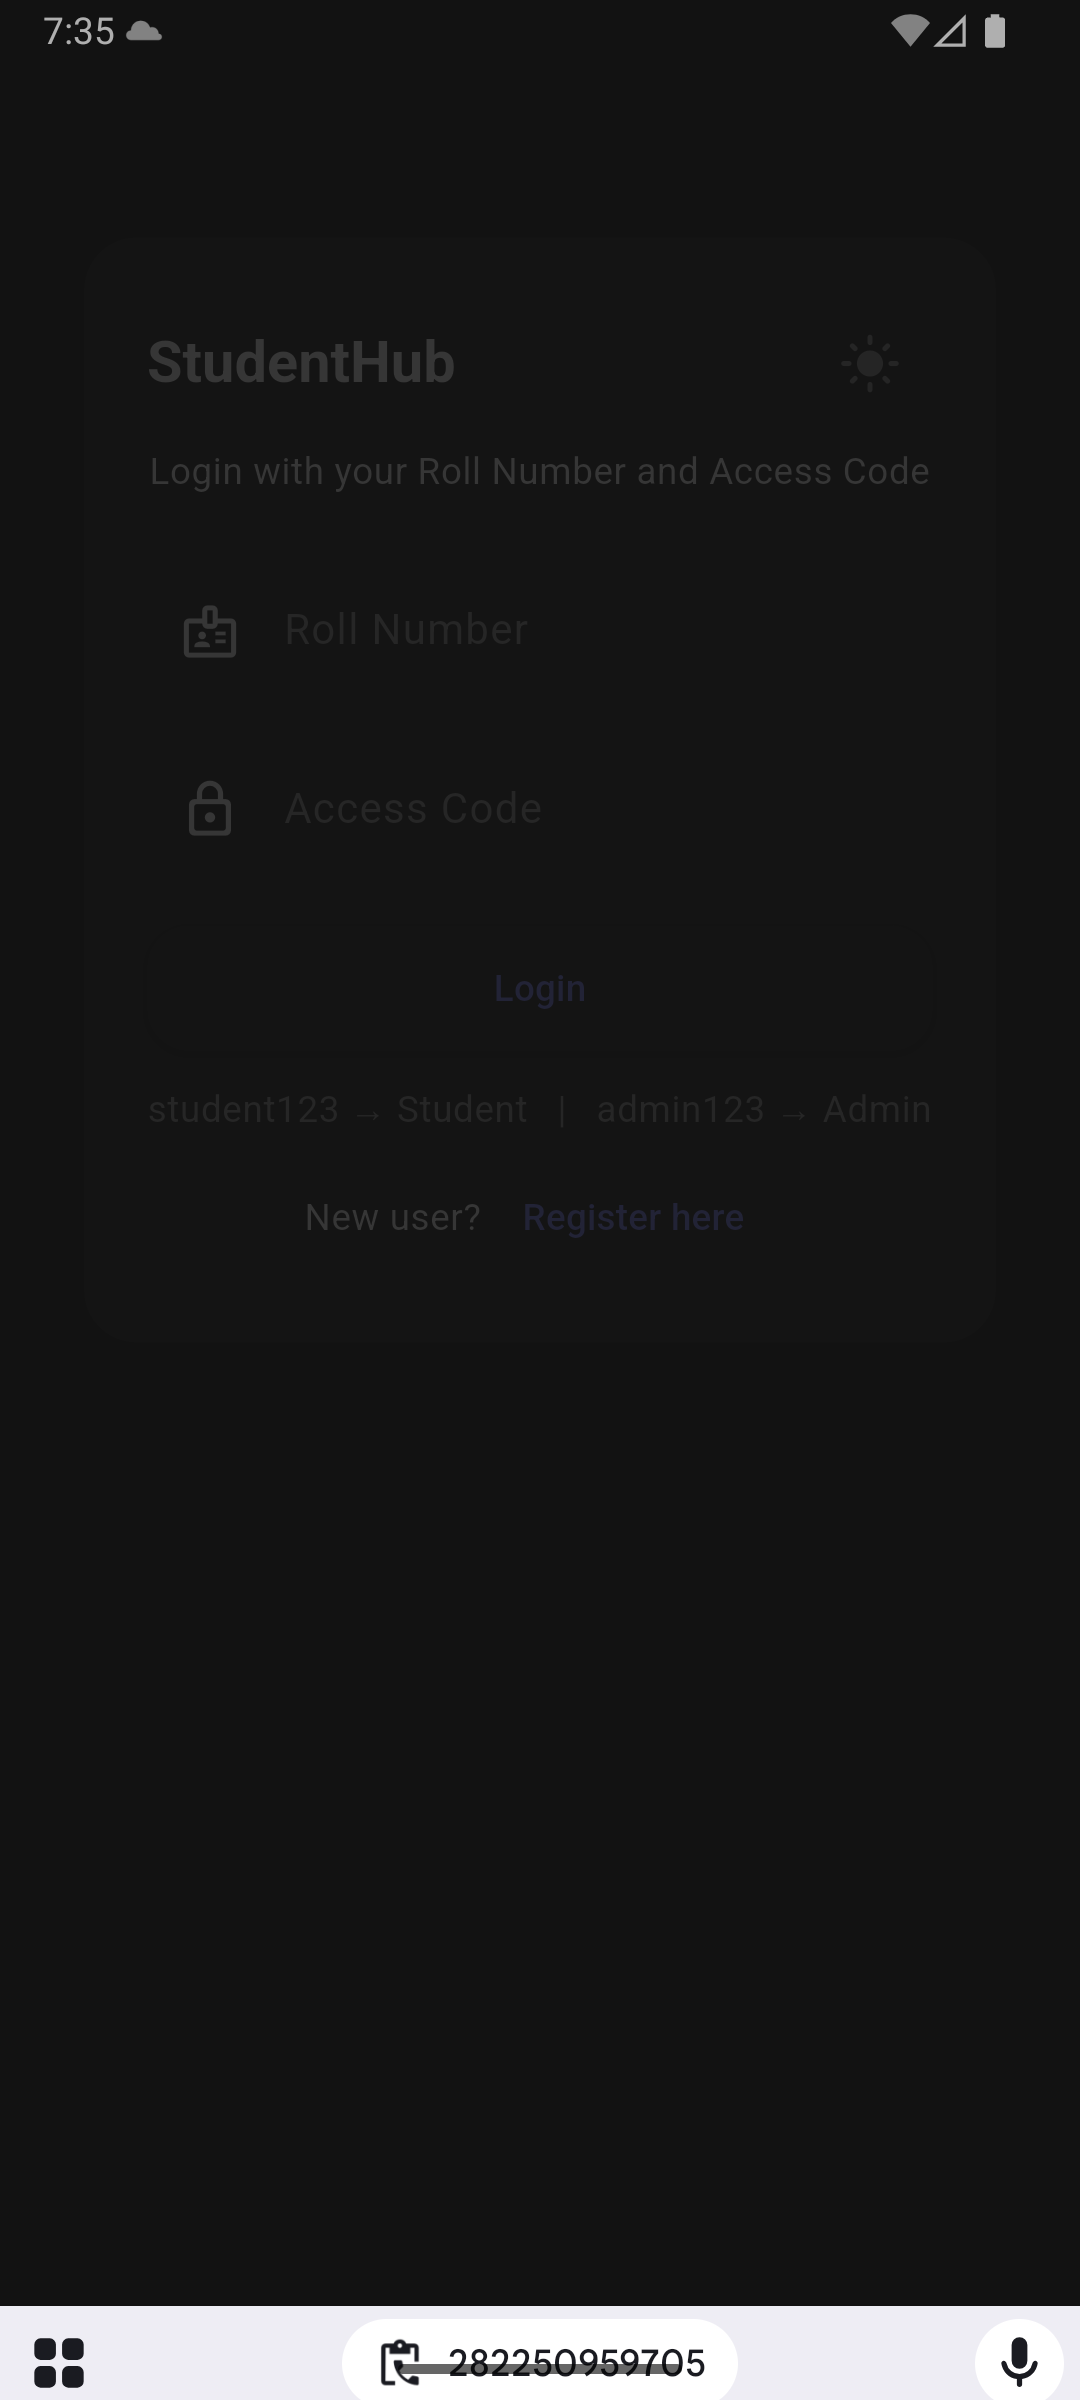 7:35
StudentHub
Login with your Roll Number and Access Code
Roll Number
Access Code
Login
student123 → Student | admin123 → Admin
New user? Register here
282250959705